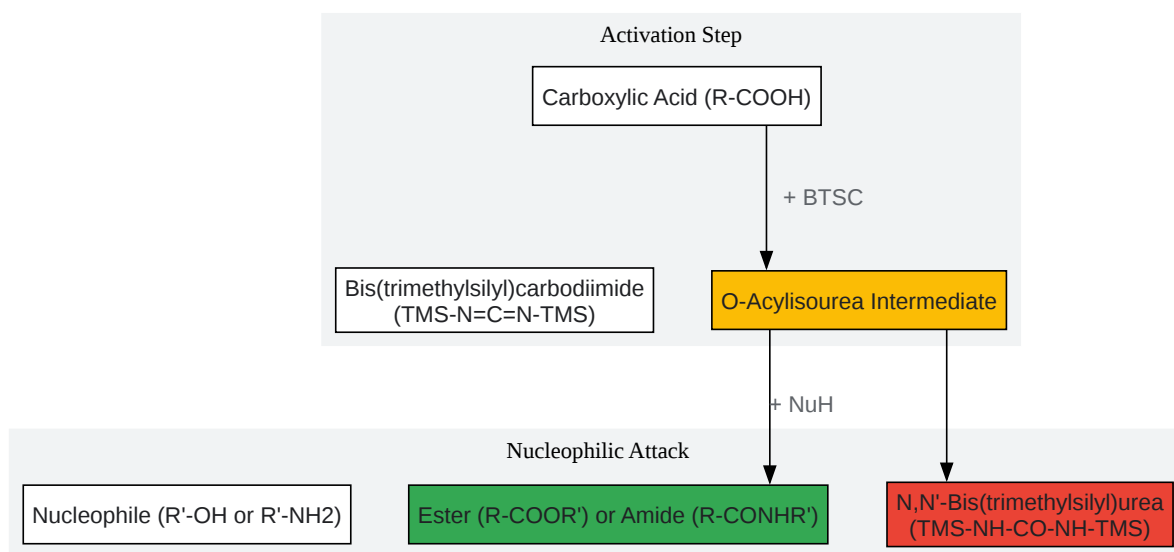 Activation Step
Carboxylic Acid (R-COOH)
+ BTSC
Bis(trimethylsilyl)carbodiimide
(TMS-N=C=N-TMS)
O-Acylisourea Intermediate
+ NuH
Nucleophilic Attack
Nucleophile (R'-OH or R'-NH2)
Ester (R-COOR') or Amide (R-CONHR')
N,N'-Bis(trimethylsilyl)urea
(TMS-NH-CO-NH-TMS)